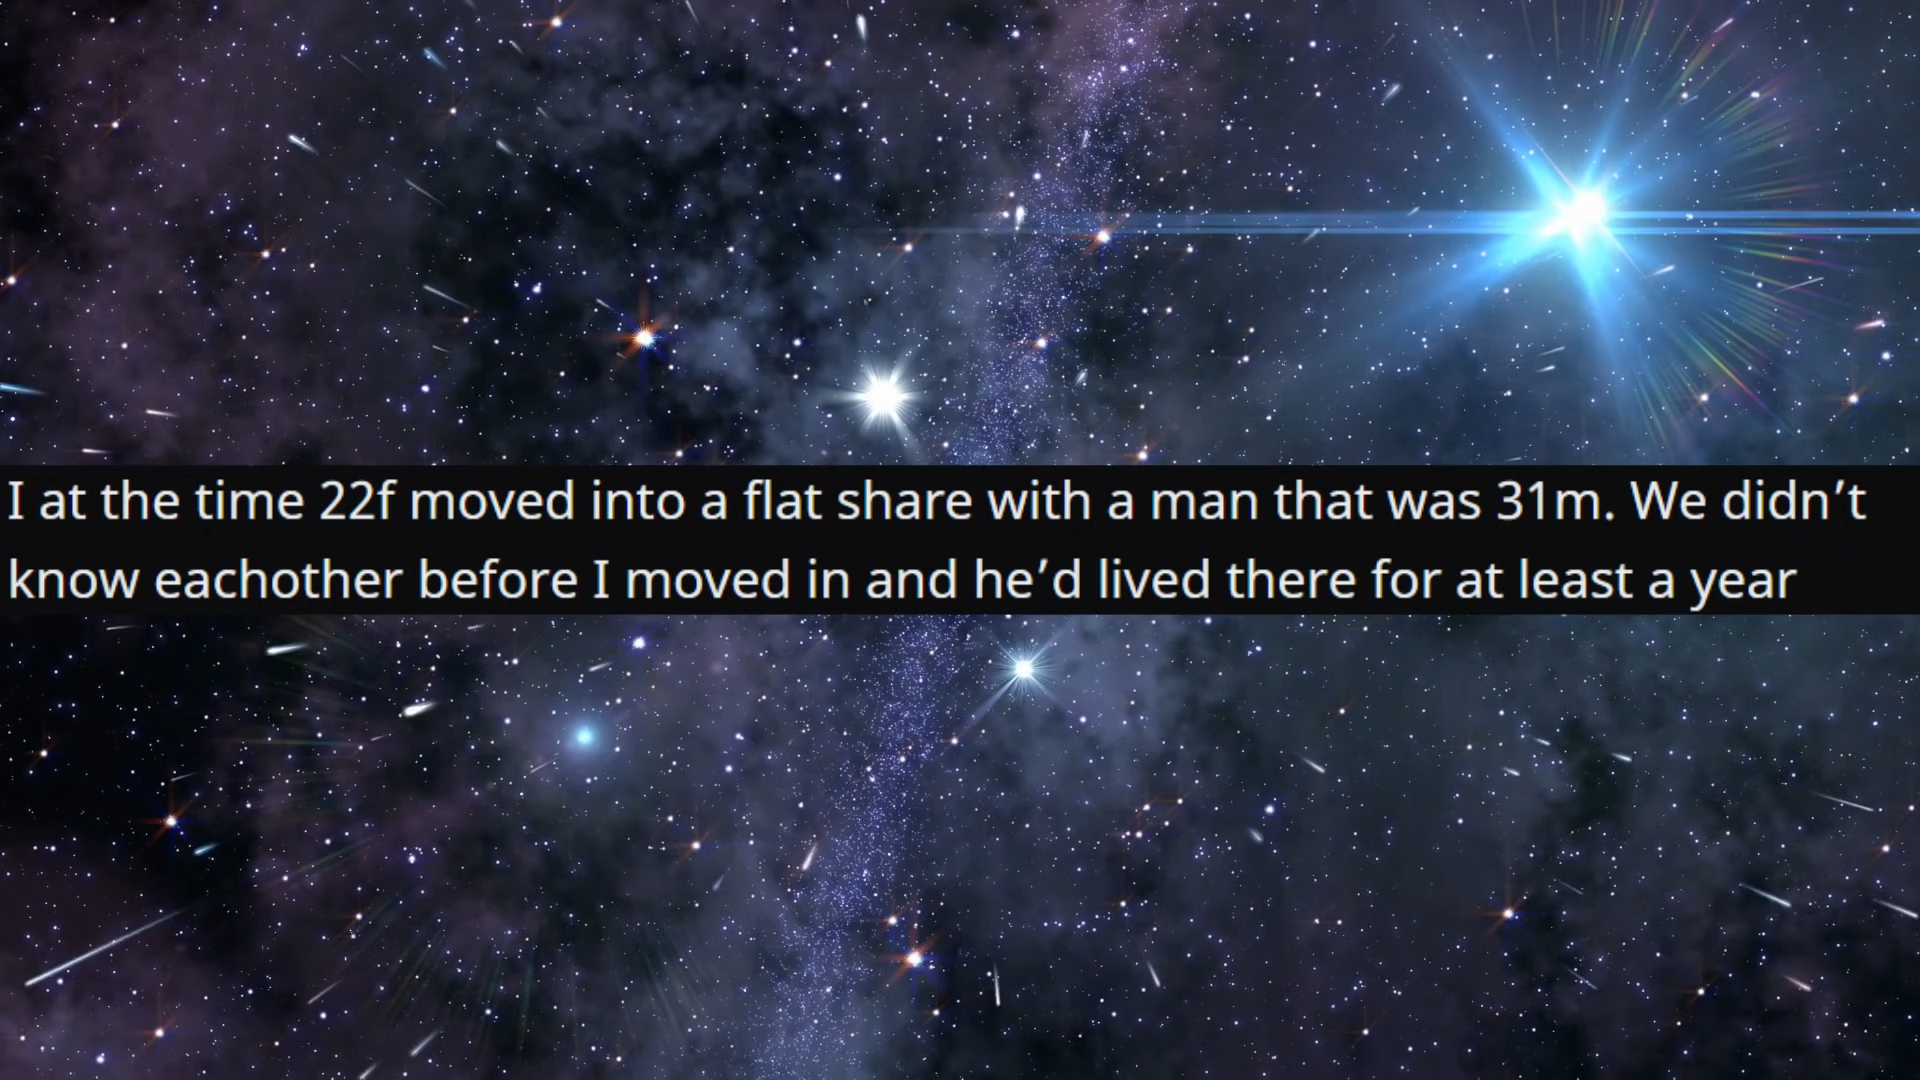 I at the time 22f moved into a flat share with a man that was 31m. We didn’t
know eachother before I moved in and he’d lived there for at least a year